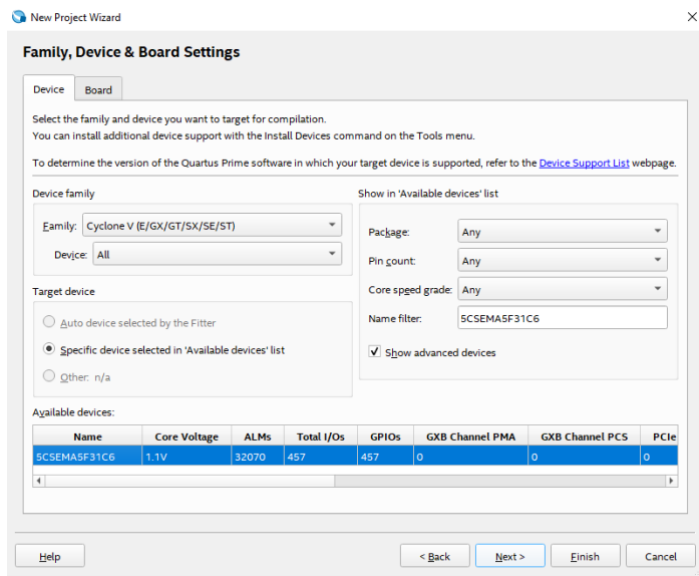 New Project Wizard
Family, Device & Board Settings
Device Board
Select the family and device you want to target for compilation.
You can install additional device support with the Install Devices command on the Tools menu.
To determine the version of the Quartus Prime software in which your target device is supported, refer to the Device Support List webpage.
Device family
Family: Cyclone V (E/GX/GT/SX/SE/ST)
Device: All
Target device
Auto device selected by the Fitter
Specific device selected in 'Available devices' list
Other: n/a
Show in 'Available devices' list
Package: Any
Pin count: Any
Core speed grade: Any
Name filter: 5CSEMA5F31C6
Show advanced devices
Available devices:
Name Core Voltage ALMs Total I/Os GPIOs GXB Channel PMA GXB Channel PCS PCIe
5CSEMA5F31C6 1.1V 32070 457 457 0 0 0
Help < Back Next > Finish Cancel